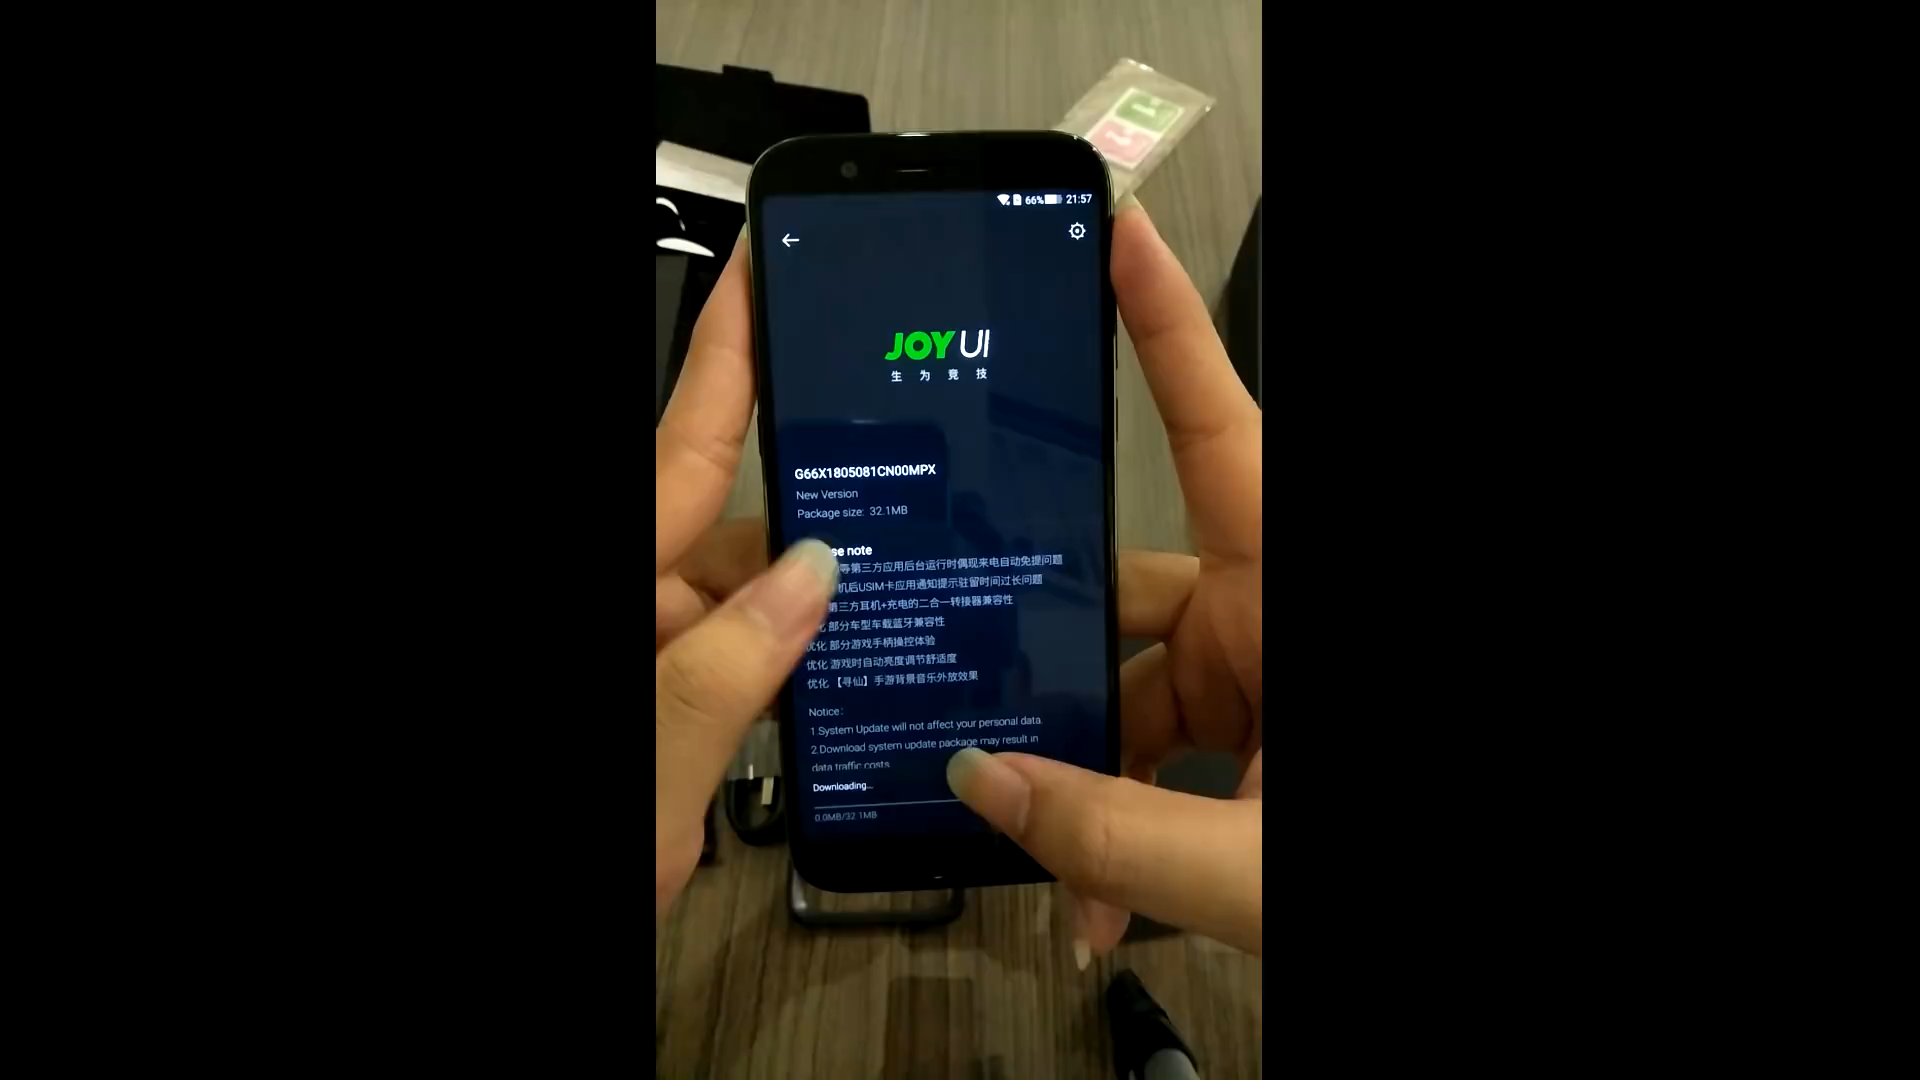 66% 21:57
JOY UI
生为竞技
G66X1805081CN00MPX
New Version
Package size: 32.1MB
se note
等第三方应用后台运行时偶现来电自动免提问题
机后USIM卡应用通知提示驻留时间过长问题
第三方耳机+充电的二合一转接器兼容性
化 部分车型车载蓝牙兼容性
优化 部分游戏手柄操控体验
优化 游戏时自动亮度调节舒适度
优化 【寻仙】手游背景音乐外放效果
Notice:
1.System Update will not affect your personal data.
2.Download system update package may result in
data traffic costs
Downloading...
0.0MB/32.1MB